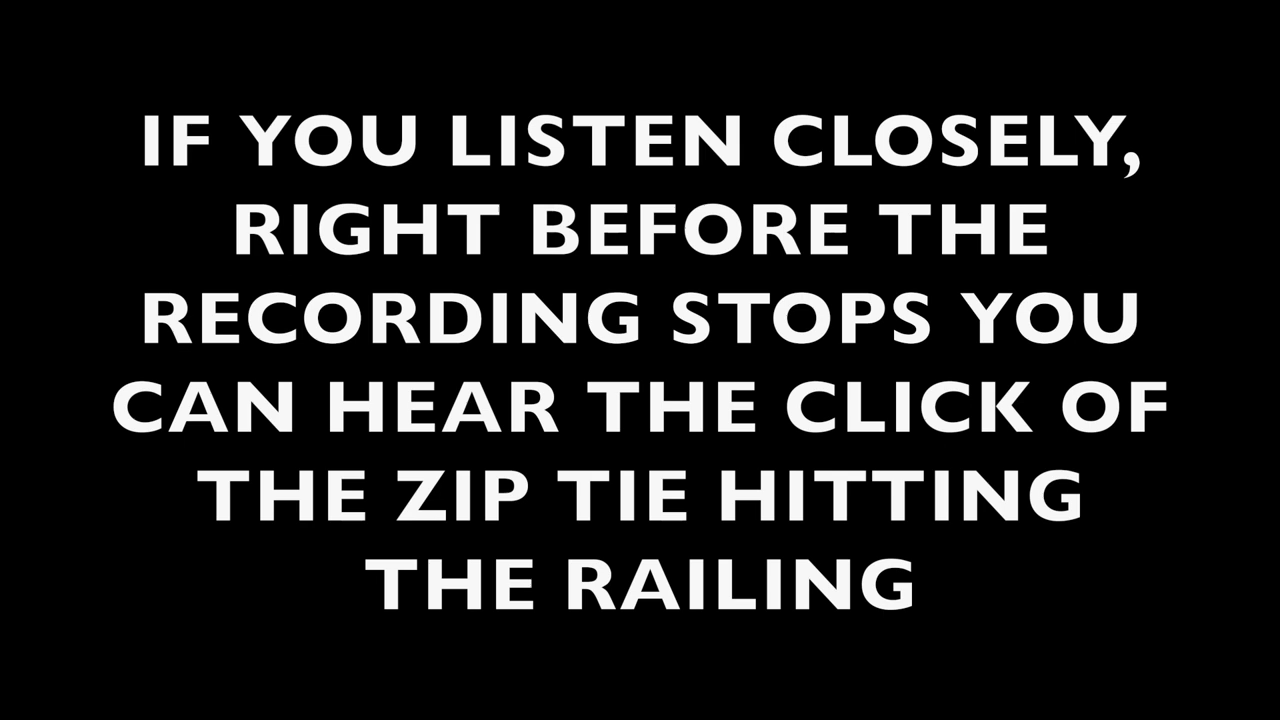 IF YOU LISTEN CLOSELY,
RIGHT BEFORE THE
RECORDING STOPS YOU
CAN HEAR THE CLICK OF
THE ZIP TIE HITTING
THE RAILING